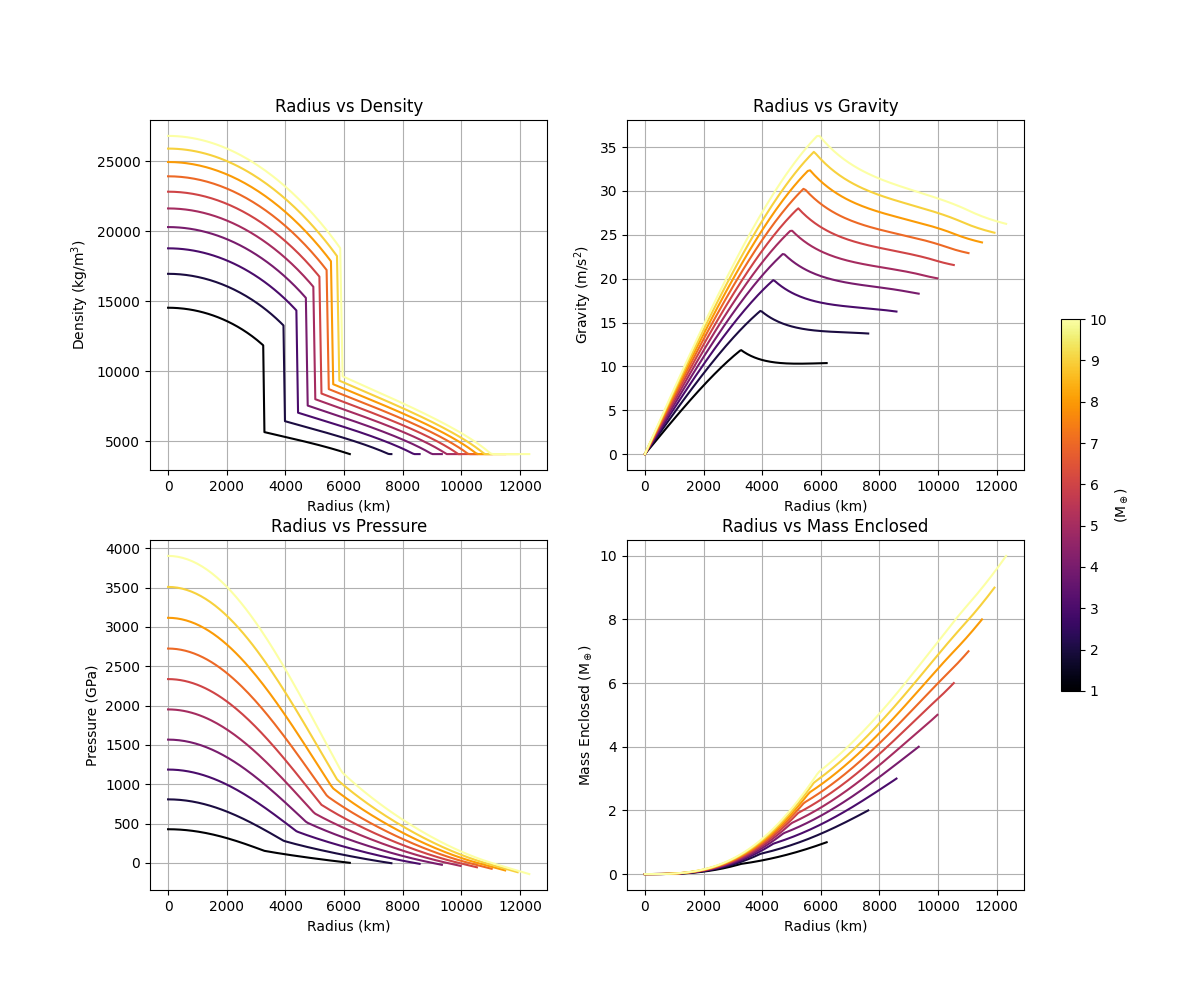 Radius vs Density
25000
20000
15000
10000
5000
Density (kg/m³)
0 2000 4000 6000 8000 10000 12000
Radius (km)
Radius vs Gravity
35
30
25
20
15
10
5
0
Gravity (m/s²)
0 2000 4000 6000 8000 10000 12000
Radius (km)
Radius vs Pressure
4000
3500
3000
2500
2000
1500
1000
500
0
Pressure (GPa)
0 2000 4000 6000 8000 10000 12000
Radius (km)
Radius vs Mass Enclosed
10
8
6
4
2
0
Mass Enclosed (M⊕)
0 2000 4000 6000 8000 10000 12000
Radius (km)
10
9
8
7
6
5
4
3
2
1
(M⊕)